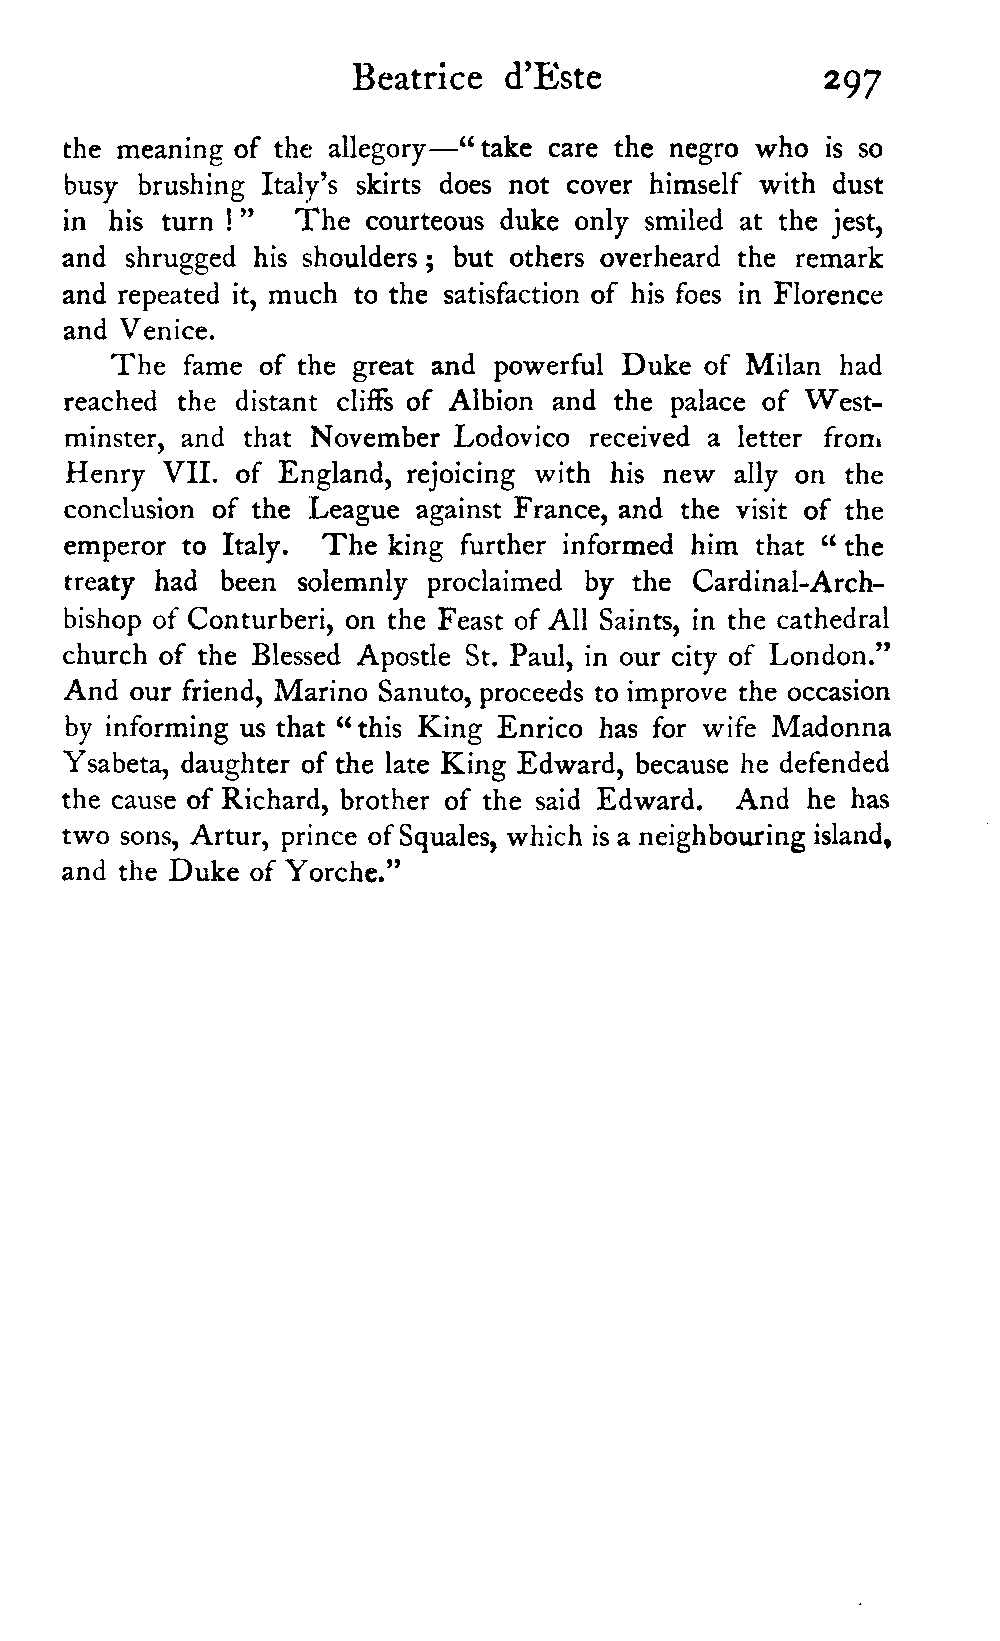 Beatrice d'Este 297
the meaning of the allegory—“ take care the negro who is so
busy brushing Italy's skirts does not cover himself with dust
in his turn ! ” The courteous duke only smiled at the jest,
and shrugged his shoulders ; but others overheard the remark
and repeated it, much to the satisfaction of his foes in Florence
and Venice.
The fame of the great and powerful Duke of Milan had
reached the distant cliffs of Albion and the palace of West-
minster, and that November Lodovico received a letter from
Henry VII. of England, rejoicing with his new ally on the
conclusion of the League against France, and the visit of the
emperor to Italy. The king further informed him that “ the
treaty had been solemnly proclaimed by the Cardinal-Arch-
bishop of Conturberi, on the Feast of All Saints, in the cathedral
church of the Blessed Apostle St. Paul, in our city of London.”
And our friend, Marino Sanuto, proceeds to improve the occasion
by informing us that “ this King Enrico has for wife Madonna
Ysabeta, daughter of the late King Edward, because he defended
the cause of Richard, brother of the said Edward. And he has
two sons, Artur, prince of Squales, which is a neighbouring island,
and the Duke of Yorche.”